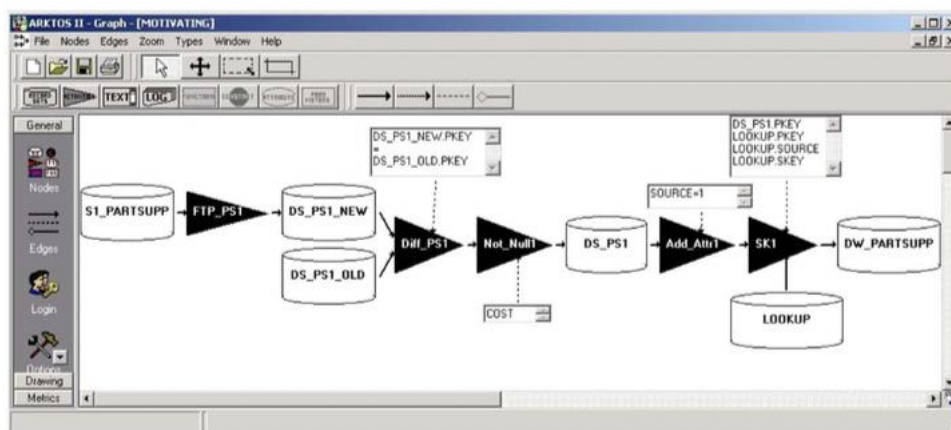 ARKTOS II - Graph - [MOTIVATING]
File Nodes Edges Zoom Types Window Help
TEXT LOG
General
Nodes
Edges
Login
Options
Drawing
Metrics
DS_PS1_NEW.PKEY
=
DS_PS1_OLD.PKEY
DS_PS1.PKEY
LOOKUP.PKEY
LOOKUP.SOURCE
LOOKUP.SKEY
SOURCE=1
S1_PARTSUPP
FTP_PS1
DS_PS1_NEW
DS_PS1_OLD
Diff_PS1
Not_Null1
DS_PS1
Add_Attr1
SK1
DW_PARTSUPP
COST
LOOKUP